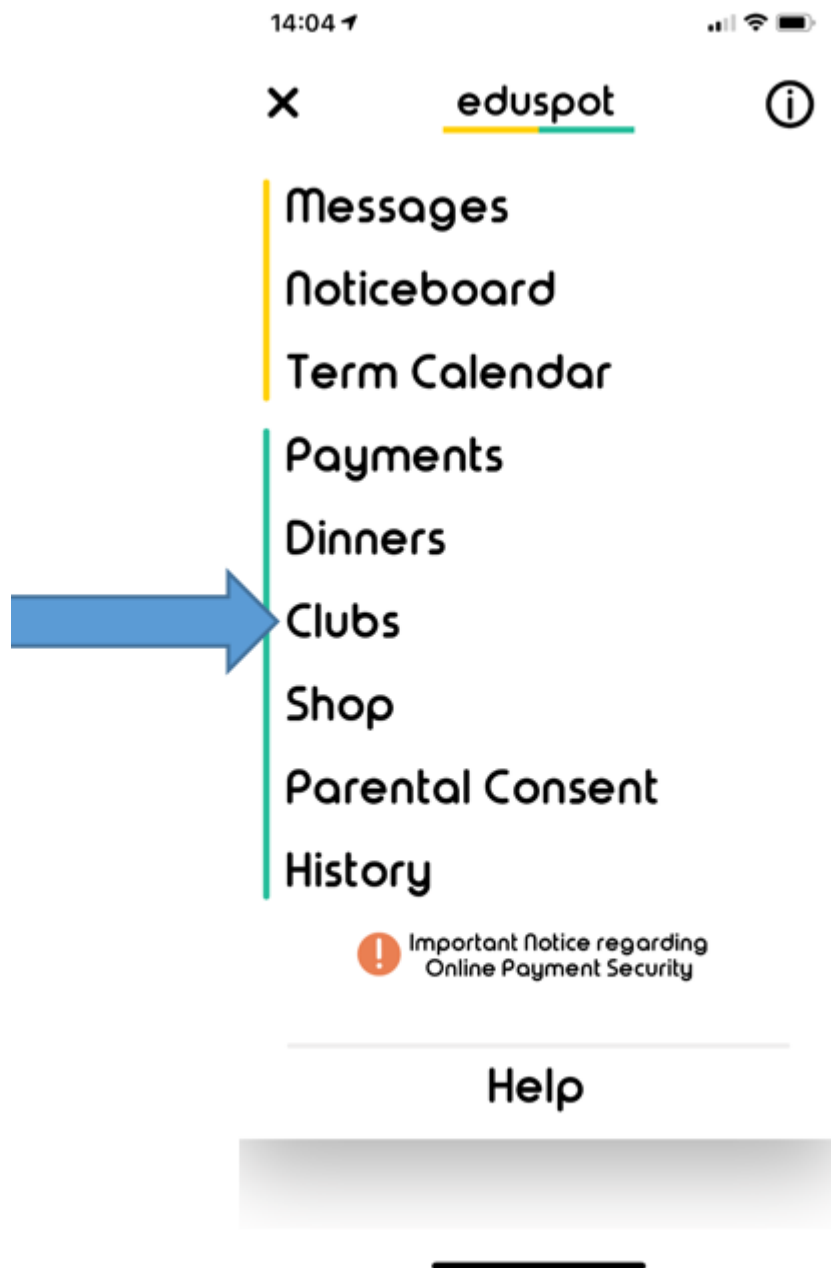 14:04
eduspot
Messages
Noticeboard
Term Calendar
Payments
Dinners
Clubs
Shop
Parental Consent
History
Important Notice regarding
Online Payment Security
Help